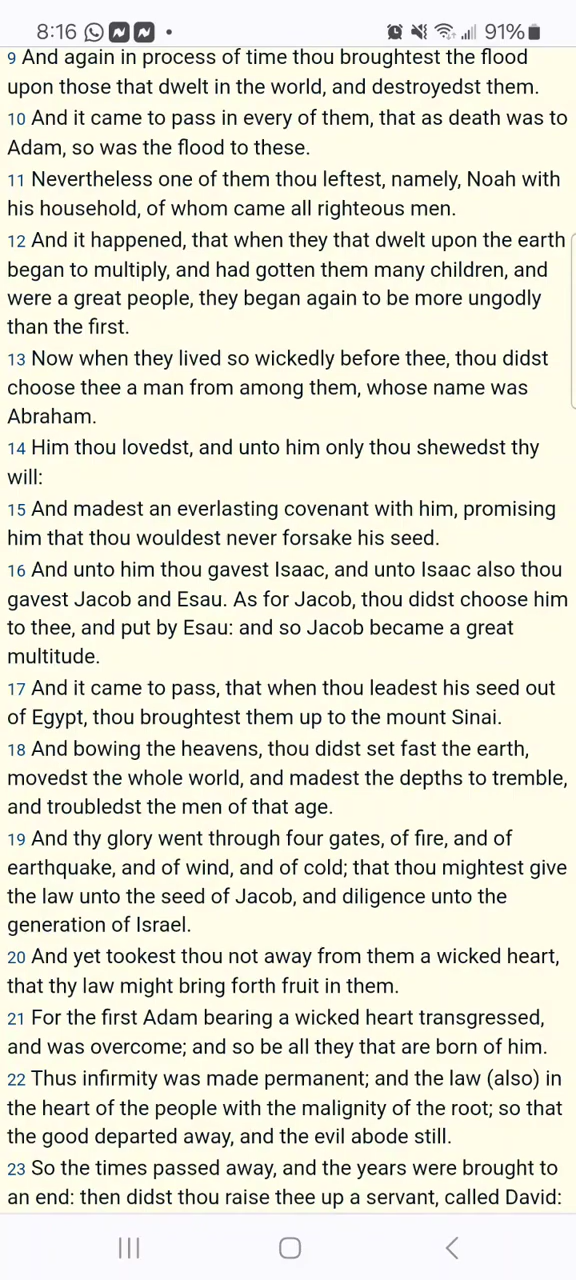 8:16
91%
9 And again in process of time thou broughtest the flood
upon those that dwelt in the world, and destroyedst them.
10 And it came to pass in every of them, that as death was to
Adam, so was the flood to these.
11 Nevertheless one of them thou leftest, namely, Noah with
his household, of whom came all righteous men.
12 And it happened, that when they that dwelt upon the earth
began to multiply, and had gotten them many children, and
were a great people, they began again to be more ungodly
than the first.
13 Now when they lived so wickedly before thee, thou didst
choose thee a man from among them, whose name was
Abraham.
14 Him thou lovedst, and unto him only thou shewedst thy
will:
15 And madest an everlasting covenant with him, promising
him that thou wouldest never forsake his seed.
16 And unto him thou gavest Isaac, and unto Isaac also thou
gavest Jacob and Esau. As for Jacob, thou didst choose him
to thee, and put by Esau: and so Jacob became a great
multitude.
17 And it came to pass, that when thou leadest his seed out
of Egypt, thou broughtest them up to the mount Sinai.
18 And bowing the heavens, thou didst set fast the earth,
movedst the whole world, and madest the depths to tremble,
and troubledst the men of that age.
19 And thy glory went through four gates, of fire, and of
earthquake, and of wind, and of cold; that thou mightest give
the law unto the seed of Jacob, and diligence unto the
generation of Israel.
20 And yet tookest thou not away from them a wicked heart,
that thy law might bring forth fruit in them.
21 For the first Adam bearing a wicked heart transgressed,
and was overcome; and so be all they that are born of him.
22 Thus infirmity was made permanent; and the law (also) in
the heart of the people with the malignity of the root; so that
the good departed away, and the evil abode still.
23 So the times passed away, and the years were brought to
an end: then didst thou raise thee up a servant, called David: